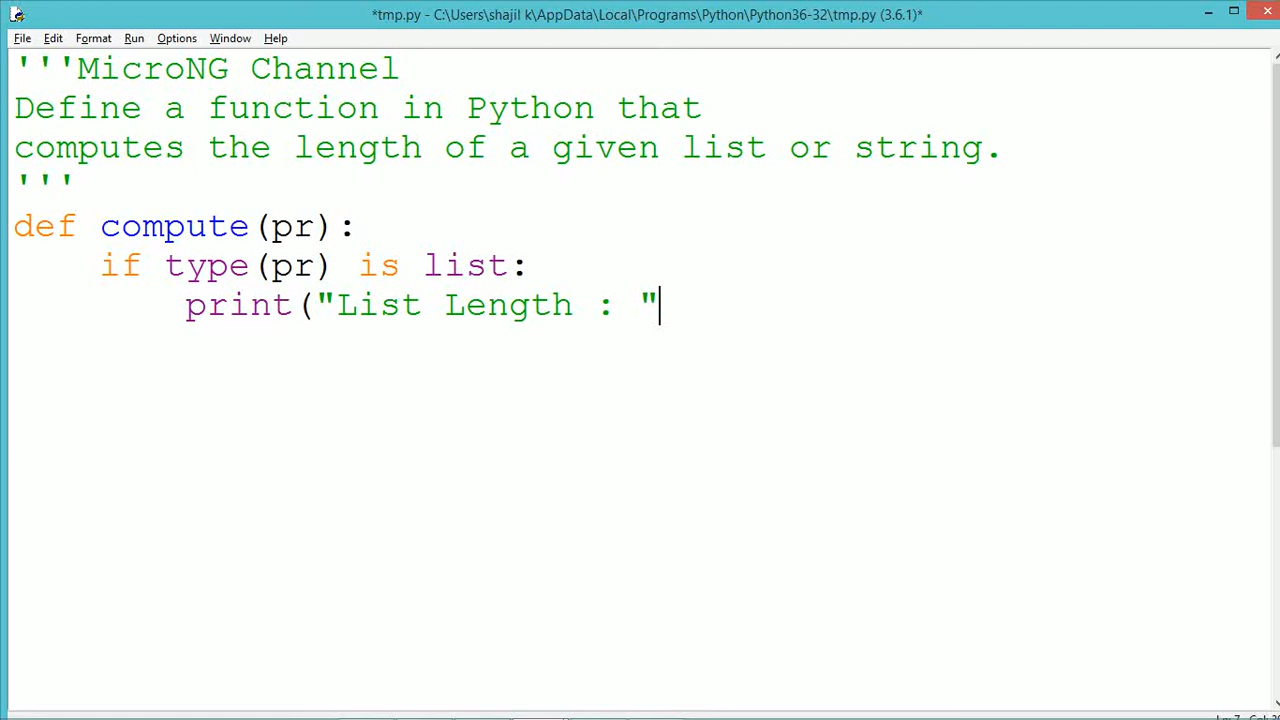 *tmp.py - C:\Users\shajil k\AppData\Local\Programs\Python\Python36-32\tmp.py (3.6.1)*
File Edit Format Run Options Window Help
'''MicroNG Channel
Define a function in Python that
computes the length of a given list or string.
'''
def compute(pr):
    if type(pr) is list:
        print("List Length : "